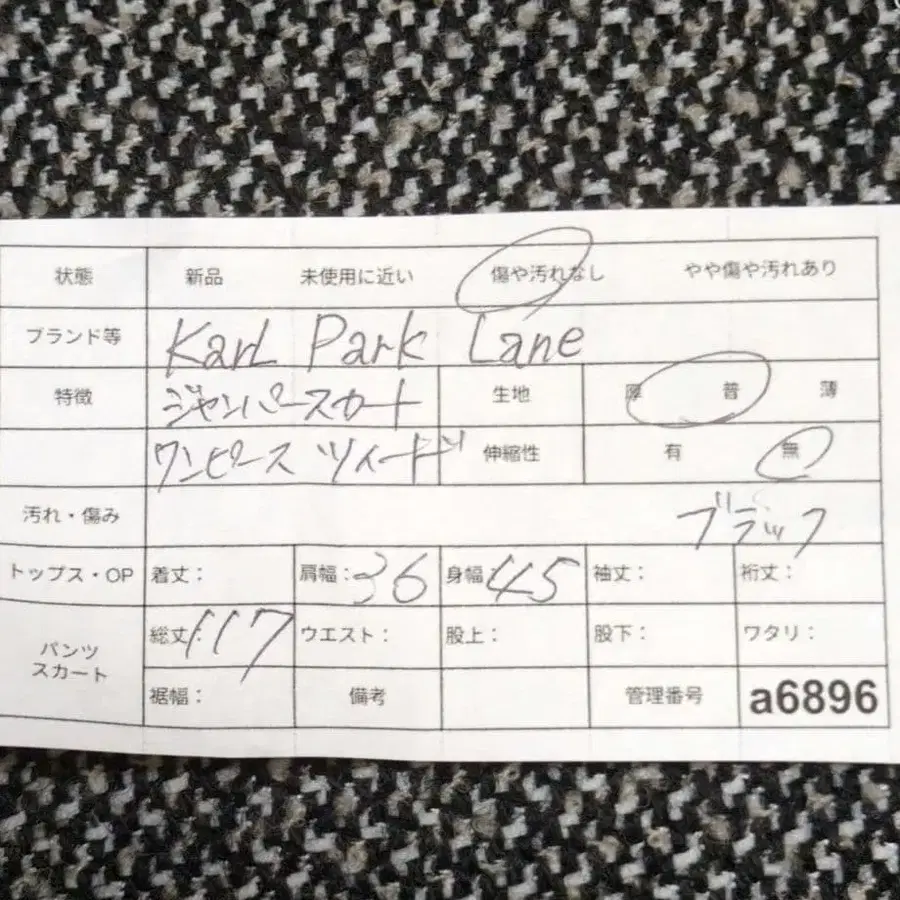 状態 新品 未使用に近い 傷や汚れなし やや傷や汚れあり
ブランド等 Karl Park Lane
特徴 ジャンパースカート 生地 厚 普 薄
ワンピース ツイード 伸縮性 有 無
汚れ・傷み ブラック
トップス・OP 着丈: 肩幅:36 身幅45 袖丈: 裄丈:
パンツ スカート 総丈:117 ウエスト: 股上: 股下: ワタリ:
裾幅: 備考 管理番号 a6896